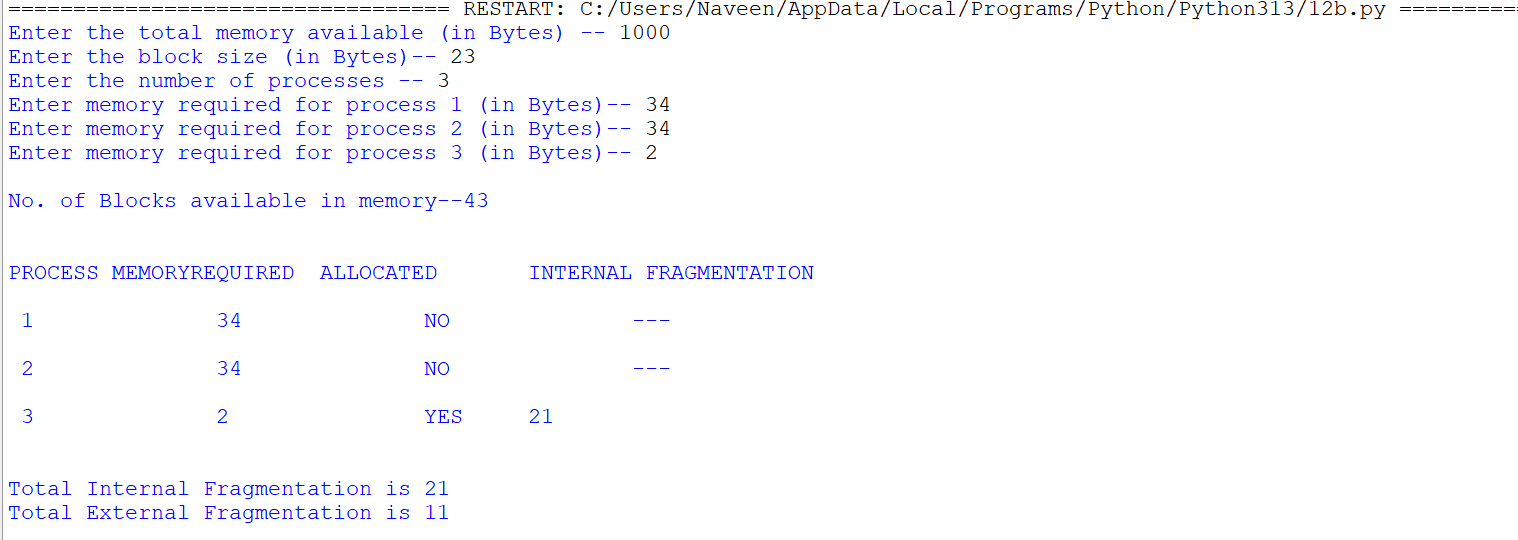 ================================== RESTART: C:/Users/Naveen/AppData/Local/Programs/Python/Python313/12b.py ==========
Enter the total memory available (in Bytes) -- 1000
Enter the block size (in Bytes)-- 23
Enter the number of processes -- 3
Enter memory required for process 1 (in Bytes)-- 34
Enter memory required for process 2 (in Bytes)-- 34
Enter memory required for process 3 (in Bytes)-- 2
No. of Blocks available in memory--43
PROCESS MEMORYREQUIRED  ALLOCATED       INTERNAL FRAGMENTATION
1              34              NO              ---
2              34              NO              ---
3              2               YES     21
Total Internal Fragmentation is 21
Total External Fragmentation is 11